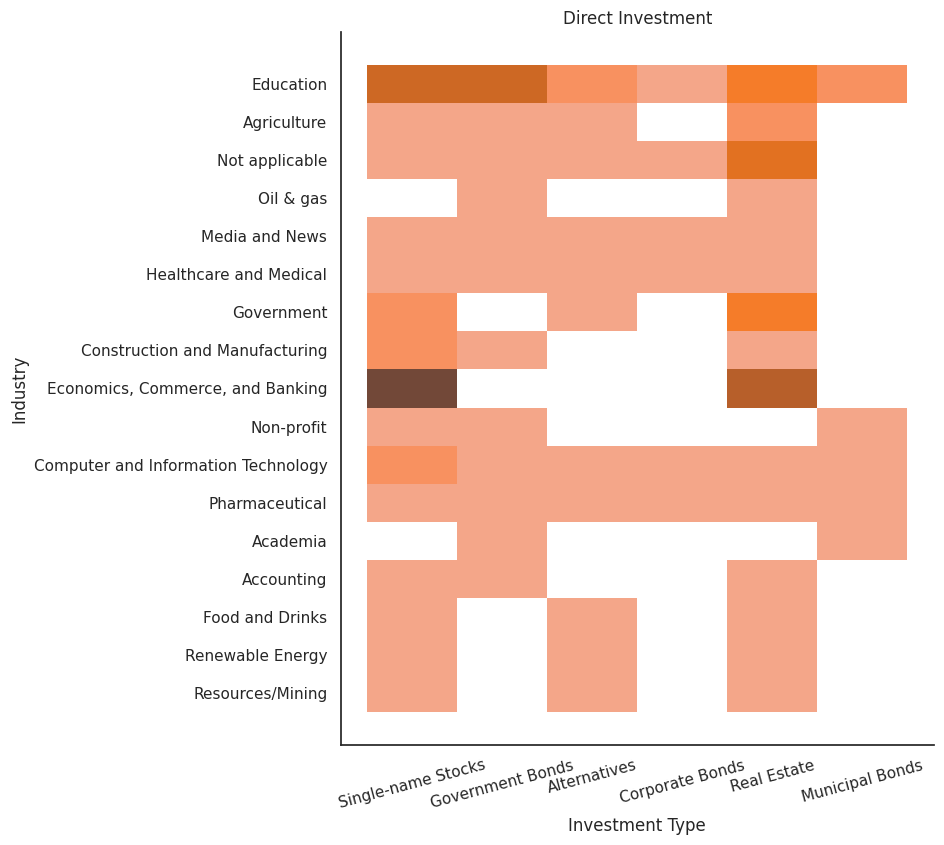 Direct Investment
Education
Agriculture
Not applicable
Oil & gas
Media and News
Healthcare and Medical
Government
Construction and Manufacturing
Economics, Commerce, and Banking
Non-profit
Computer and Information Technology
Pharmaceutical
Academia
Accounting
Food and Drinks
Renewable Energy
Resources/Mining
Industry
Single-name Stocks
Government Bonds
Alternatives
Corporate Bonds
Real Estate
Municipal Bonds
Investment Type